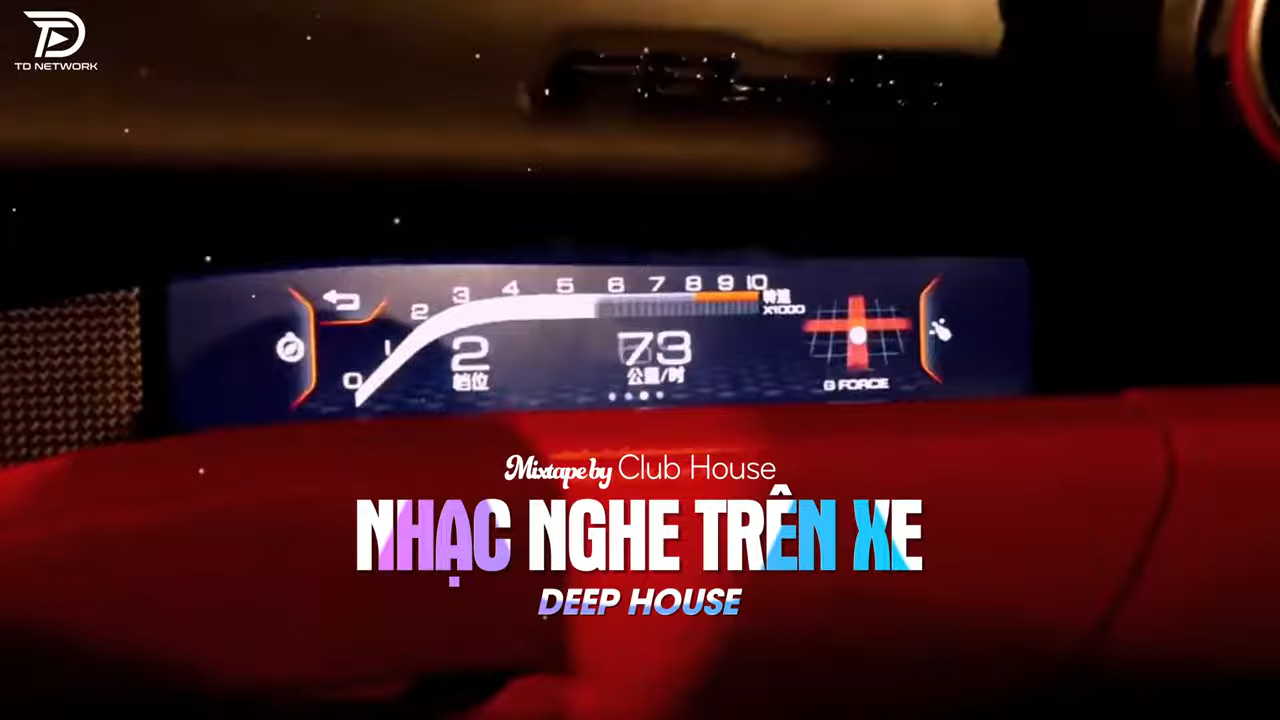 TD NETWORK
0 1 2 3 4 5 6 7 8 9 10
转速
X1000
2
档位
73
公里/时
G FORCE
Mixtape by Club House
NHẠC NGHE TRÊN XE
DEEP HOUSE